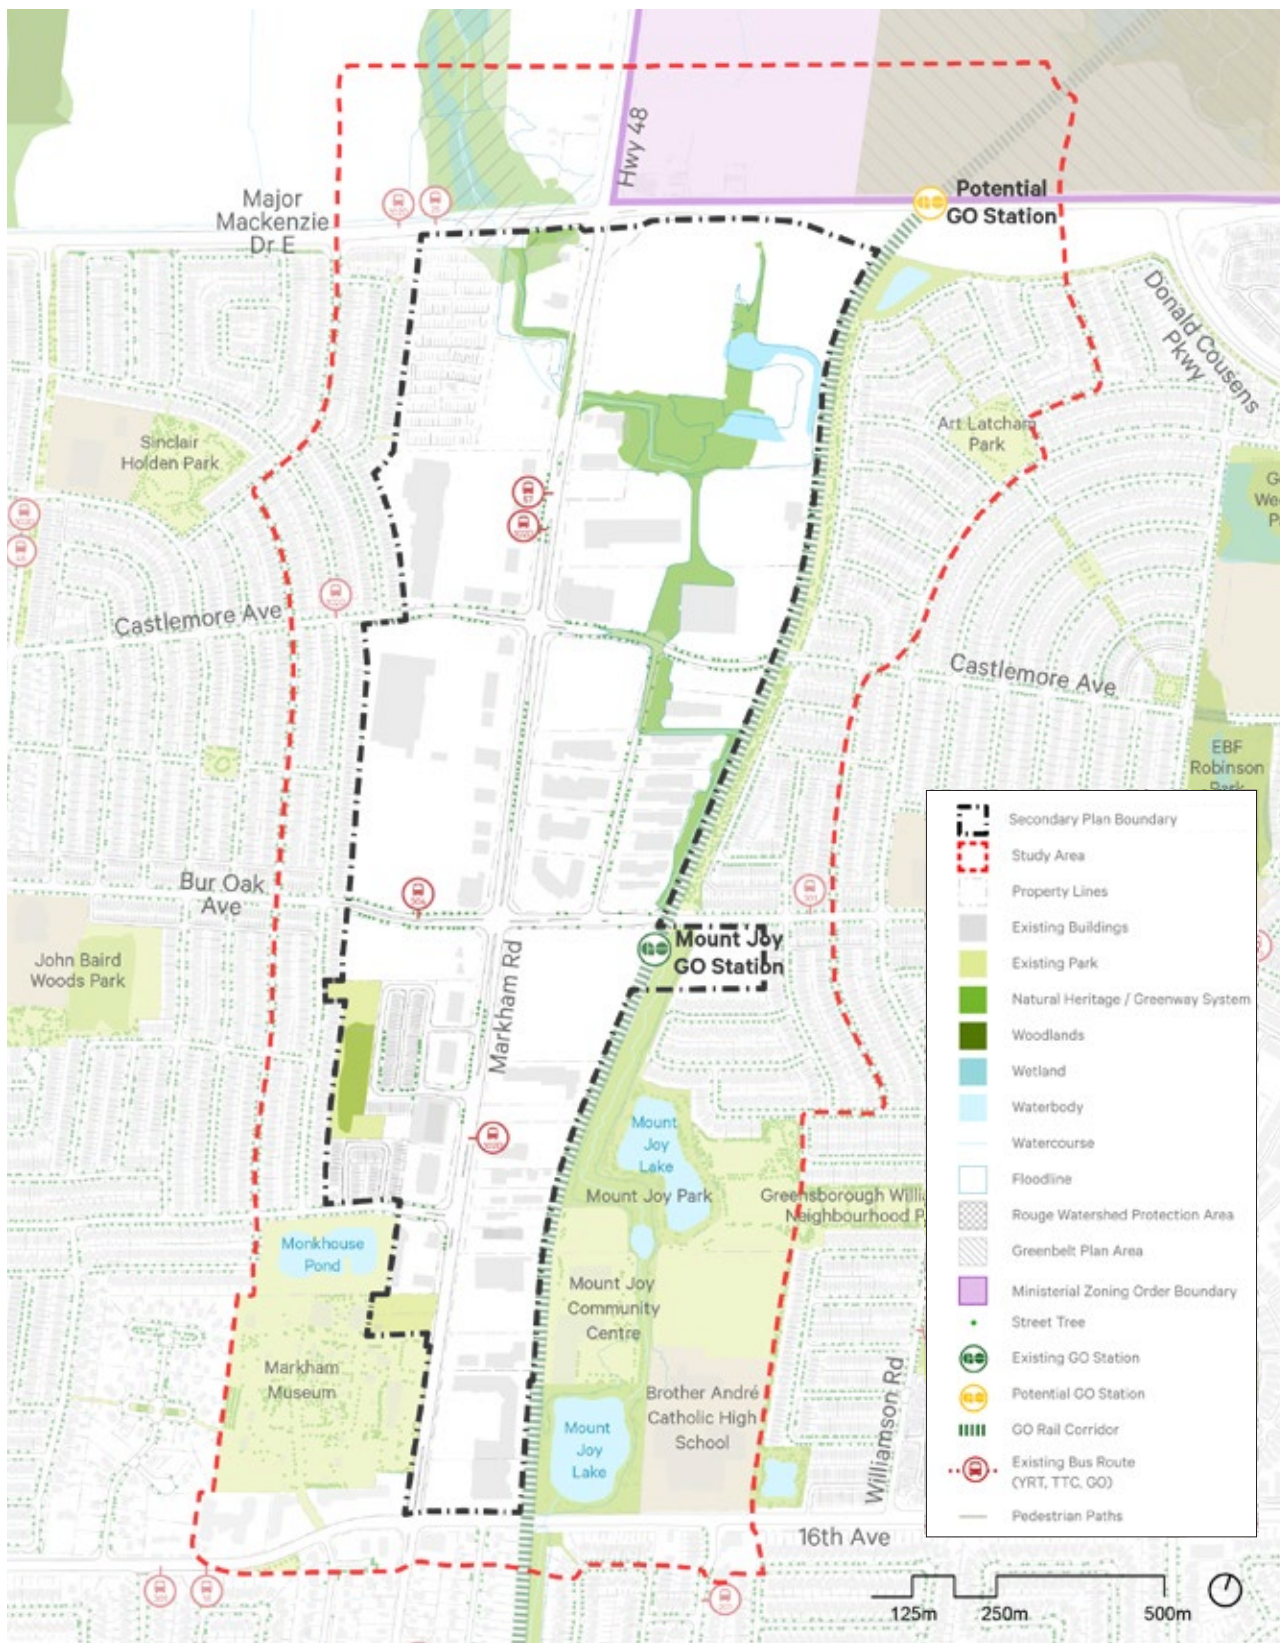 Hwy 48
Potential
GO Station
Major
Mackenzie
Dr E
Donald Cousens
Pkwy
Art Latcham
Park
Sinclair
Holden Park
Castlemore Ave
Castlemore Ave
EBF
Robinson
Park
Bur Oak
Ave
Mount Joy
GO Station
John Baird
Woods Park
Markham Rd
Mount
Joy
Lake
Mount Joy Park
Greensborough Willi
Neighbourhood P
Monkhouse
Pond
Mount Joy
Community
Centre
Markham
Museum
Brother André
Catholic High
School
Mount
Joy
Lake
Williamson Rd
16th Ave
Secondary Plan Boundary
Study Area
Property Lines
Existing Buildings
Existing Park
Natural Heritage / Greenway System
Woodlands
Wetland
Waterbody
Watercourse
Floodline
Rouge Watershed Protection Area
Greenbelt Plan Area
Ministerial Zoning Order Boundary
Street Tree
GO
Existing GO Station
GO
Potential GO Station
GO Rail Corridor
Existing Bus Route
(YRT, TTC, GO)
Pedestrian Paths
125m
250m
500m